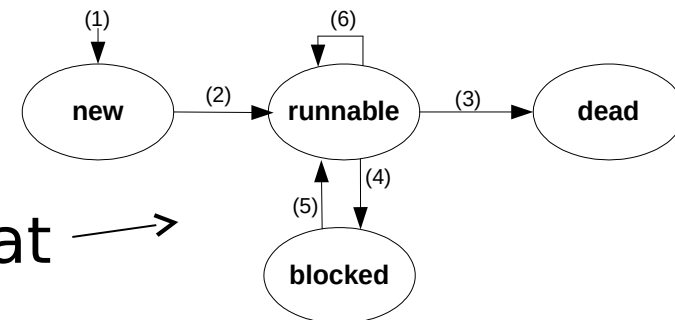 (1)
(6)
new
(2)
runnable
(3)
dead
(4)
(5)
at
blocked